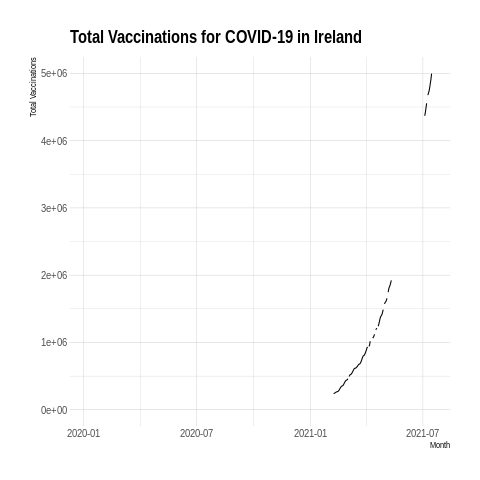 Total Vaccinations for COVID-19 in Ireland
Total Vaccinations
5e+06
4e+06
3e+06
2e+06
1e+06
0e+00
2020-01 2020-07 2021-01 2021-07
Month